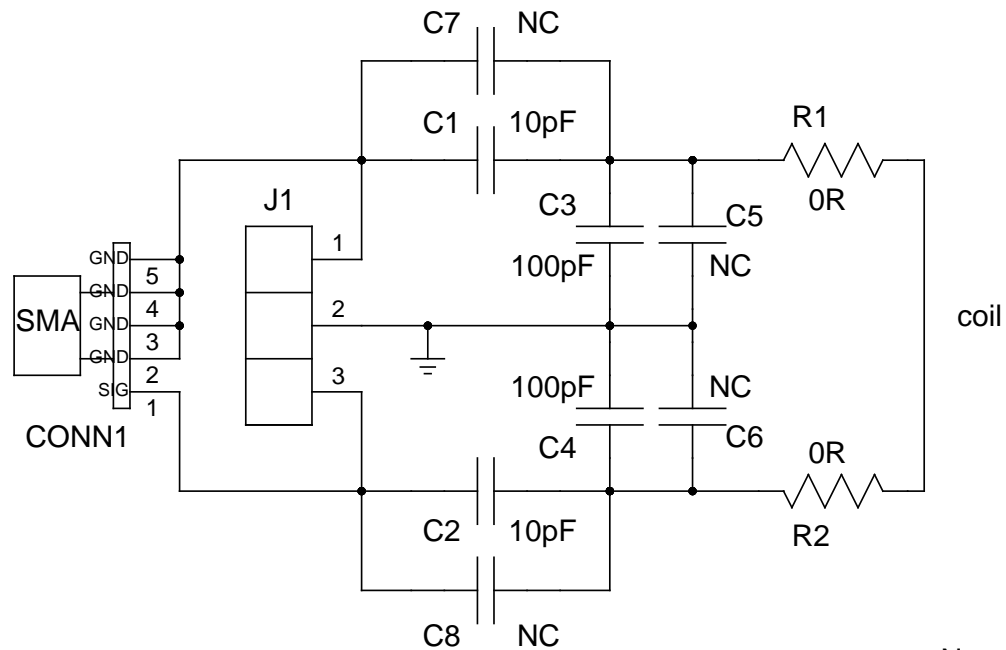 C7 NC
C1 10pF
R1
0R
J1
C3 C5
100pF NC
1
GND
5
GND
SMA
4
GND
2
3
GND
2
SIG
1
3
coil
CONN1
100pF NC
C4 C6
0R
R2
C2 10pF
C8 NC